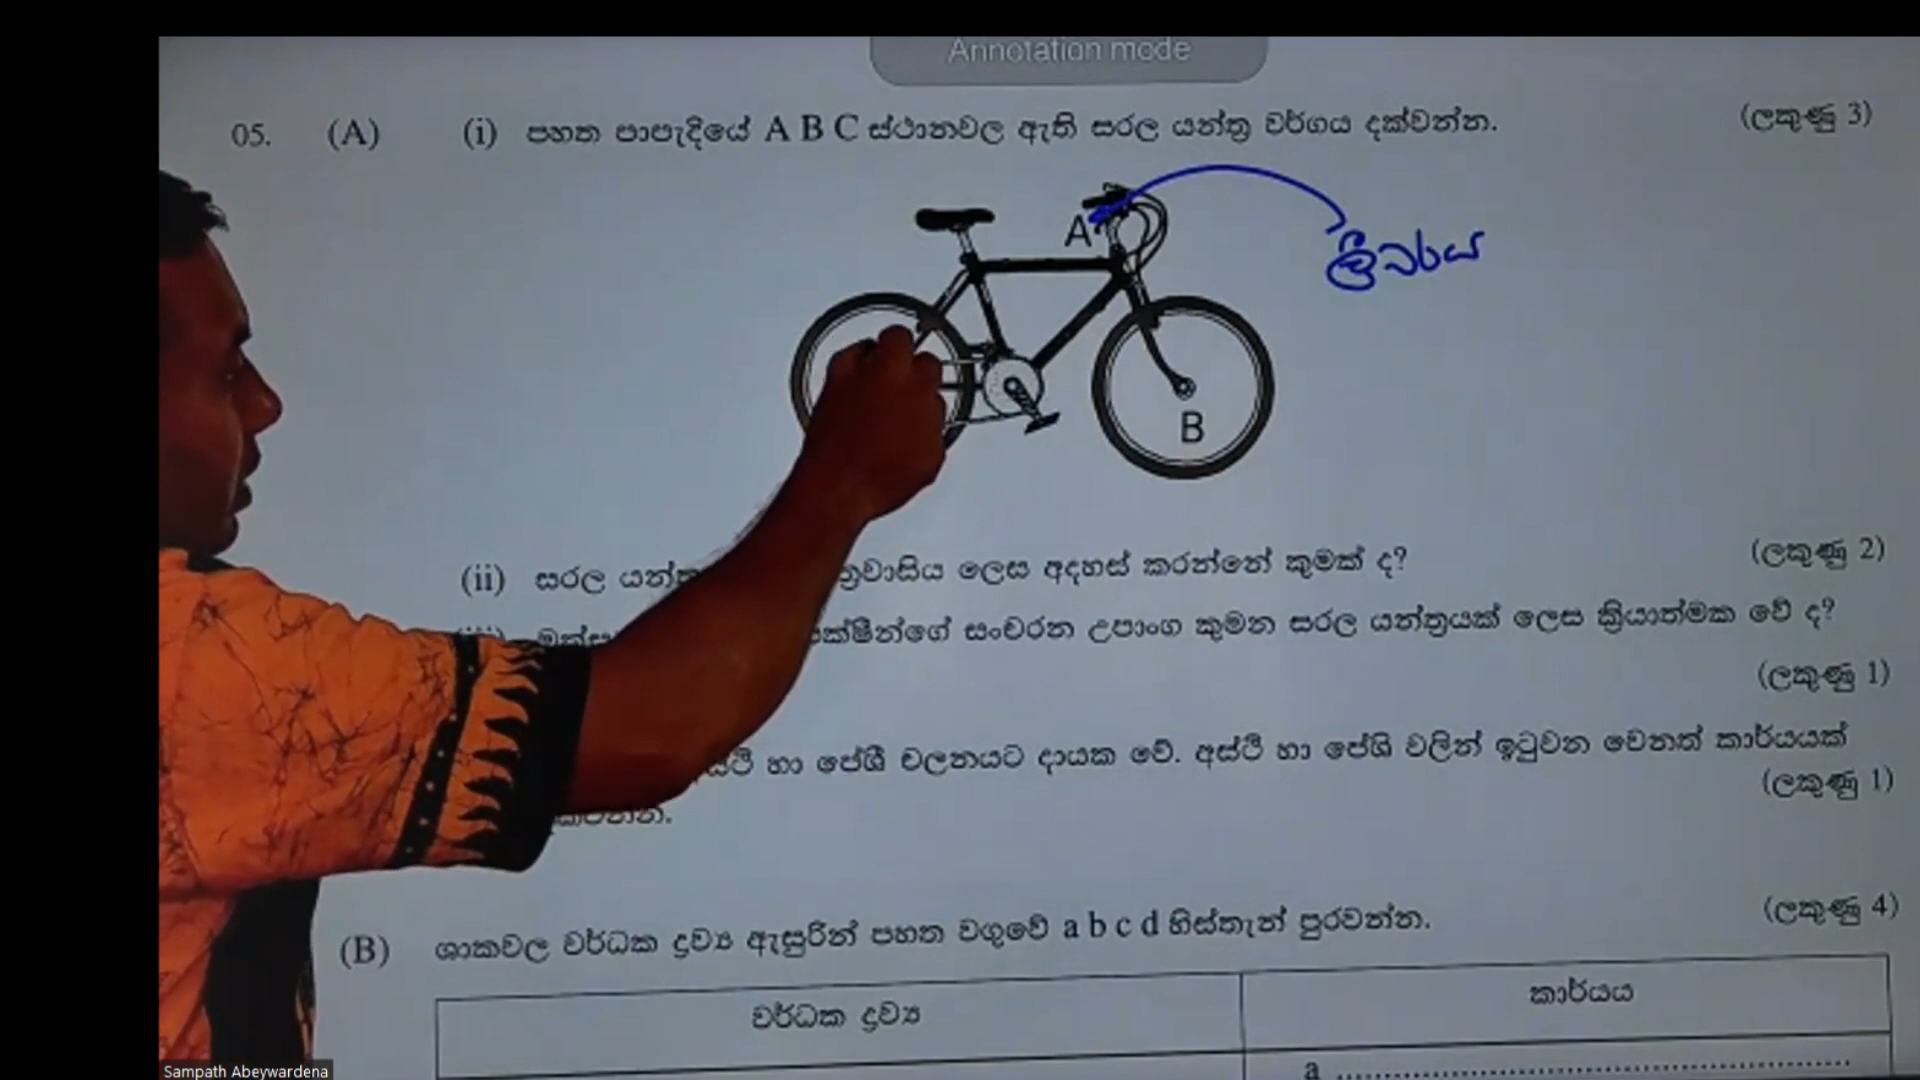 Annotation mode
05. (A) (i) පහත පාපැදියේ A B C ස්ථානවල ඇති සරල යන්ත්‍ර වර්ගය දක්වන්න. (ලකුණු 3)
A
ලීවරය
B
(ii) සරල ලෙස අදහස් කරන්නේ කුමක් ද? (ලකුණු 2)
සංචරන උපාංග කුමන සරල යන්ත්‍රයක් ලෙස ක්‍රියාත්මක වේ ද?
(ලකුණු 1)
හා පේශී චලනයට දායක වේ. අස්ථි හා පේශි වලින් ඉටුවන වෙනත් කාර්යයක්
(ලකුණු 1)
(B) ශාකවල වර්ධක ද්‍රව්‍ය ඇසුරින් පහත වගුවේ a b c d හිස්තැන් පුරවන්න. (ලකුණු 4)
වර්ධක ද්‍රව්‍ය කාර්යය
a ............................................
Sampath Abeywardena